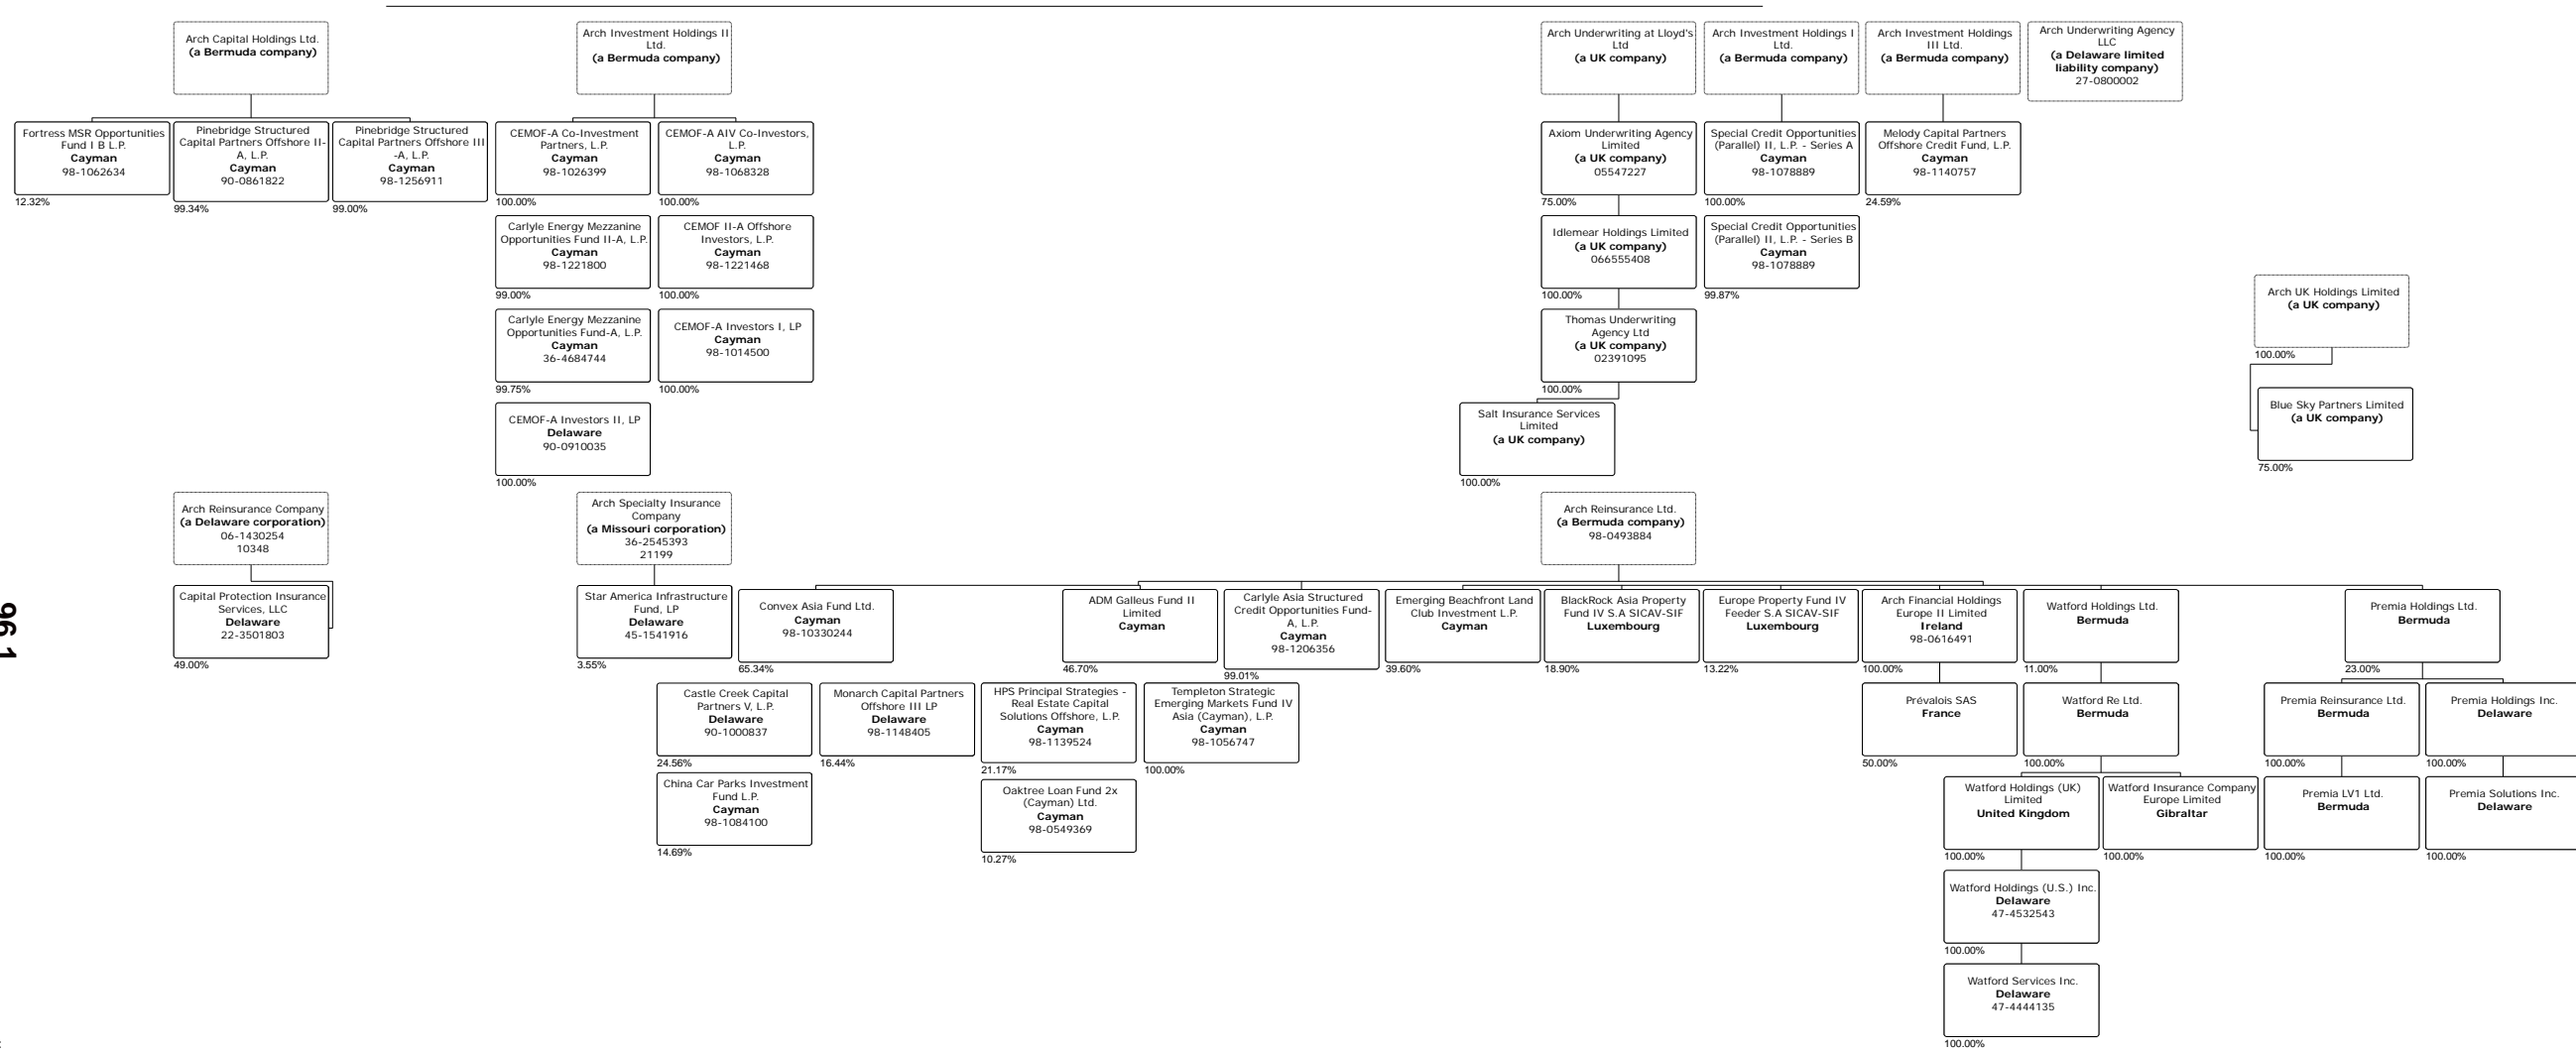 Arch Capital Holdings Ltd.
(a Bermuda company)
Arch Investment Holdings II
Ltd.
(a Bermuda company)
Arch Underwriting at Lloyd's
Ltd
(a UK company)
Arch Investment Holdings I
Ltd.
(a Bermuda company)
Arch Investment Holdings
III Ltd.
(a Bermuda company)
Arch Underwriting Agency
LLC
(a Delaware limited
liability company)
27-0800002
Fortress MSR Opportunities
Fund I B L.P.
Cayman
98-1062634
12.32%
Pinebridge Structured
Capital Partners Offshore II-
A, L.P.
Cayman
90-0861822
99.34%
Pinebridge Structured
Capital Partners Offshore III
-A, L.P.
Cayman
98-1256911
99.00%
CEMOF-A Co-Investment
Partners, L.P.
Cayman
98-1026399
100.00%
CEMOF-A AIV Co-Investors,
L.P.
Cayman
98-1068328
100.00%
Axiom Underwriting Agency
Limited
(a UK company)
05547227
75.00%
Special Credit Opportunities
(Parallel) II, L.P. - Series A
Cayman
98-1078889
100.00%
Melody Capital Partners
Offshore Credit Fund, L.P.
Cayman
98-1140757
24.59%
Carlyle Energy Mezzanine
Opportunities Fund II-A, L.P.
Cayman
98-1221800
99.00%
CEMOF II-A Offshore
Investors, L.P.
Cayman
98-1221468
100.00%
Idlemear Holdings Limited
(a UK company)
066555408
100.00%
Special Credit Opportunities
(Parallel) II, L.P. - Series B
Cayman
98-1078889
99.87%
Arch UK Holdings Limited
(a UK company)
100.00%
Carlyle Energy Mezzanine
Opportunities Fund-A, L.P.
Cayman
36-4684744
99.75%
CEMOF-A Investors I, LP
Cayman
98-1014500
100.00%
Thomas Underwriting
Agency Ltd
(a UK company)
02391095
100.00%
Blue Sky Partners Limited
(a UK company)
75.00%
CEMOF-A Investors II, LP
Delaware
90-0910035
100.00%
Salt Insurance Services
Limited
(a UK company)
100.00%
Arch Reinsurance Company
(a Delaware corporation)
06-1430254
10348
Arch Specialty Insurance
Company
(a Missouri corporation)
36-2545393
21199
Arch Reinsurance Ltd.
(a Bermuda company)
98-0493884
Capital Protection Insurance
Services, LLC
Delaware
22-3501803
49.00%
Star America Infrastructure
Fund, LP
Delaware
45-1541916
3.55%
Convex Asia Fund Ltd.
Cayman
98-10330244
65.34%
ADM Galleus Fund II
Limited
Cayman
46.70%
Carlyle Asia Structured
Credit Opportunities Fund-
A, L.P.
Cayman
98-1206356
99.01%
Emerging Beachfront Land
Club Investment L.P.
Cayman
39.60%
BlackRock Asia Property
Fund IV S.A SICAV-SIF
Luxembourg
18.90%
Europe Property Fund IV
Feeder S.A SICAV-SIF
Luxembourg
13.22%
Arch Financial Holdings
Europe II Limited
Ireland
98-0616491
100.00%
Watford Holdings Ltd.
Bermuda
11.00%
Premia Holdings Ltd.
Bermuda
23.00%
Castle Creek Capital
Partners V, L.P.
Delaware
90-1000837
24.56%
Monarch Capital Partners
Offshore III LP
Delaware
98-1148405
16.44%
HPS Principal Strategies -
Real Estate Capital
Solutions Offshore, L.P.
Cayman
98-1139524
21.17%
Templeton Strategic
Emerging Markets Fund IV
Asia (Cayman), L.P.
Cayman
98-1056747
100.00%
Prévalois SAS
France
50.00%
Watford Re Ltd.
Bermuda
100.00%
Premia Reinsurance Ltd.
Bermuda
100.00%
Premia Holdings Inc.
Delaware
100.00%
China Car Parks Investment
Fund L.P.
Cayman
98-1084100
14.69%
Oaktree Loan Fund 2x
(Cayman) Ltd.
Cayman
98-0549369
10.27%
Watford Holdings (UK)
Limited
United Kingdom
100.00%
Watford Insurance Company
Europe Limited
Gibraltar
100.00%
Premia LV1 Ltd.
Bermuda
100.00%
Premia Solutions Inc.
Delaware
100.00%
Watford Holdings (U.S.) Inc.
Delaware
47-4532543
100.00%
Watford Services Inc.
Delaware
47-4444135
100.00%